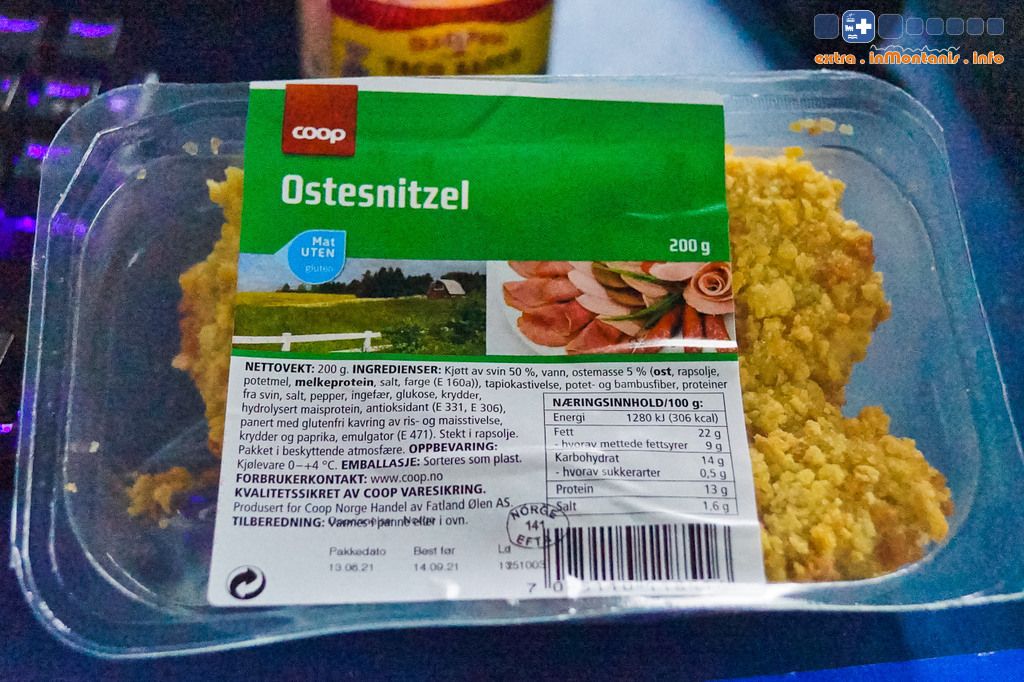 extra . inMontanis . info
coop
Ostesnitzel
200 g
Mat
UTEN
gluten
NETTOVEKT: 200 g. INGREDIENSER: Kjøtt av svin 50 %, vann, ostemasse 5 % (ost, rapsolje,
potetmel, melkeprotein, salt, farge (E 160a)), tapiokastivelse, potet- og bambusfiber, proteiner
fra svin, salt, pepper, ingefær, glukose, krydder,
hydrolysert maisprotein, antioksidant (E 331, E 306),
panert med glutenfri kavring av ris- og maisstivelse,
krydder og paprika, emulgator (E 471). Stekt i rapsolje.
Pakket i beskyttende atmosfære. OPPBEVARING:
Kjølevare 0–+4 °C. EMBALLASJE: Sorteres som plast.
FORBRUKERKONTAKT: www.coop.no
KVALITETSSIKRET AV COOP VARESIKRING.
Produsert for Coop Norge Handel av Fatland Ølen AS
TILBEREDNING: Varmes i panne eller i ovn.
NÆRINGSINNHOLD/100 g:
Energi 1280 kJ (306 kcal)
Fett 22 g
- hvorav mettede fettsyrer 9 g
Karbohydrat 14 g
- hvorav sukkerarter 0,5 g
Protein 13 g
Salt 1,6 g
NORGE
141
EFTA
Pakkedato Best før
13.06.21 14.09.21